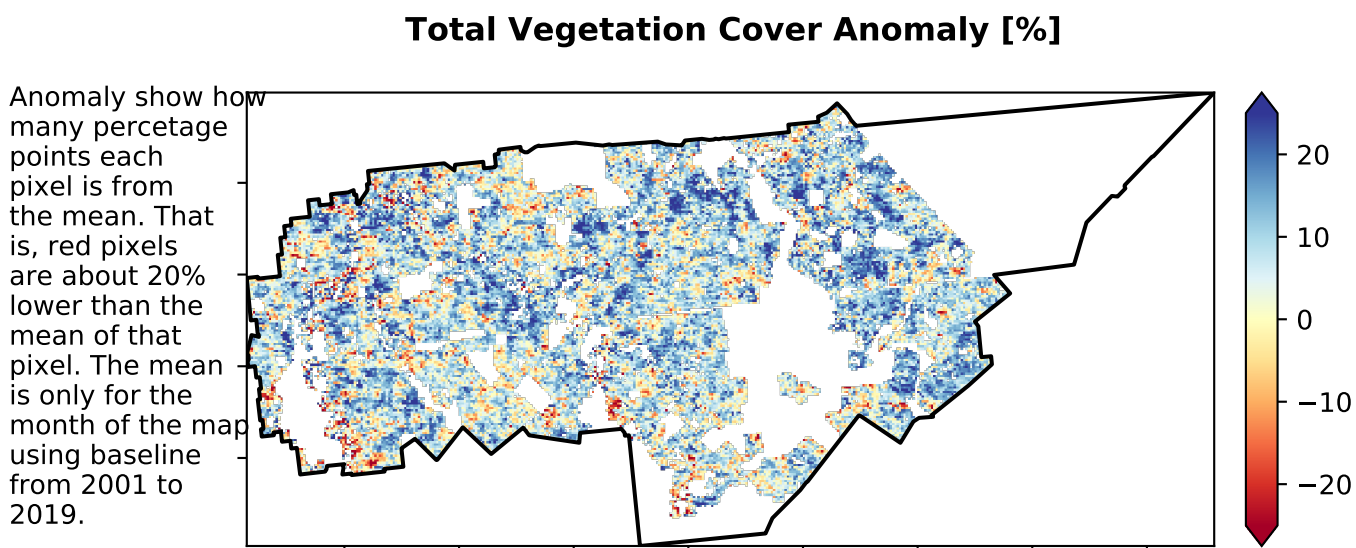 Total Vegetation Cover Anomaly [%]
Anomaly show how
many percetage
points each
pixel is from
the mean. That
is, red pixels
are about 20%
lower than the
mean of that
pixel. The mean
is only for the
month of the map
using baseline
from 2001 to
2019.
20
10
0
−10
−20